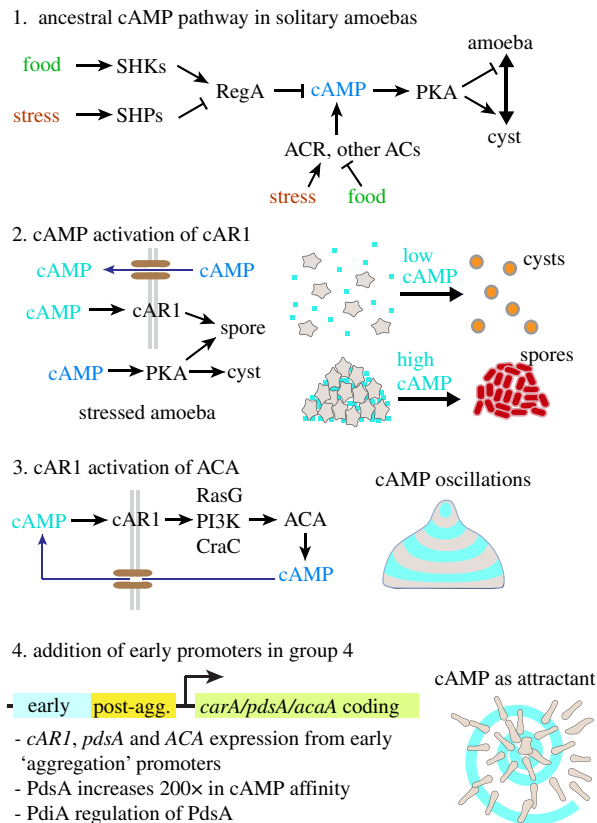 1. ancestral cAMP pathway in solitary amoebas
food
SHKs
stress
SHPs
RegA
cAMP
PKA
amoeba
cyst
ACR, other ACs
stress
food
2. cAMP activation of cAR1
cAMP
cAMP
cAMP
cAR1
spore
cAMP
PKA
cyst
stressed amoeba
low
cAMP
cysts
high
cAMP
spores
3. cAR1 activation of ACA
cAMP
cAR1
RasG
PI3K
CraC
ACA
cAMP
cAMP oscillations
4. addition of early promoters in group 4
early
post-agg.
carA/pdsA/acaA coding
- cAR1, pdsA and ACA expression from early
‘aggregation’ promoters
- PdsA increases 200× in cAMP affinity
- PdiA regulation of PdsA
cAMP as attractant